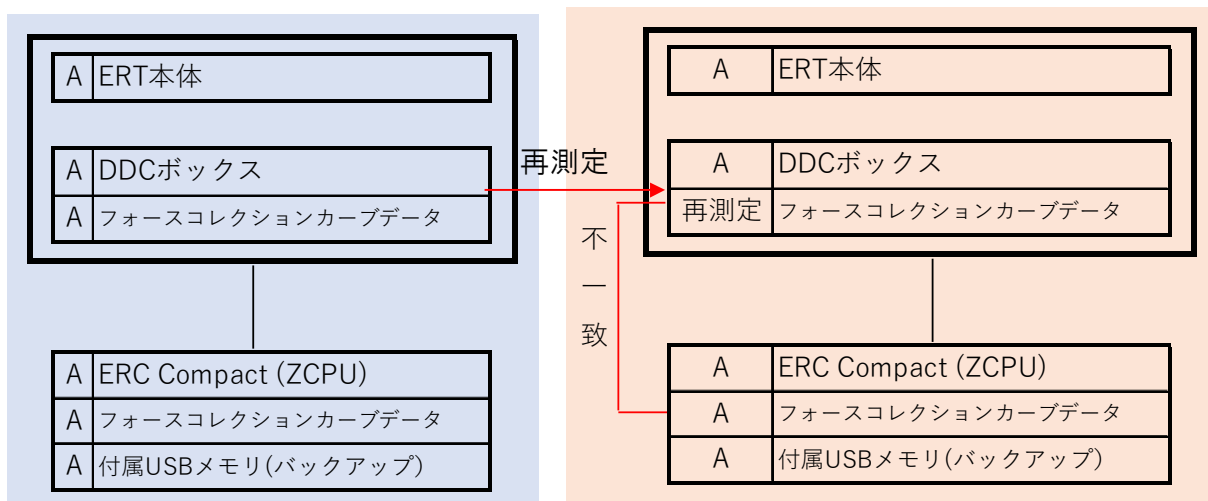 A ERT本体
A DDCボックス
A フォースコレクションカーブデータ
A ERC Compact (ZCPU)
A フォースコレクションカーブデータ
A 付属USBメモリ(バックアップ)
再測定
不一致
A ERT本体
A DDCボックス
再測定 フォースコレクションカーブデータ
A ERC Compact (ZCPU)
A フォースコレクションカーブデータ
A 付属USBメモリ(バックアップ)